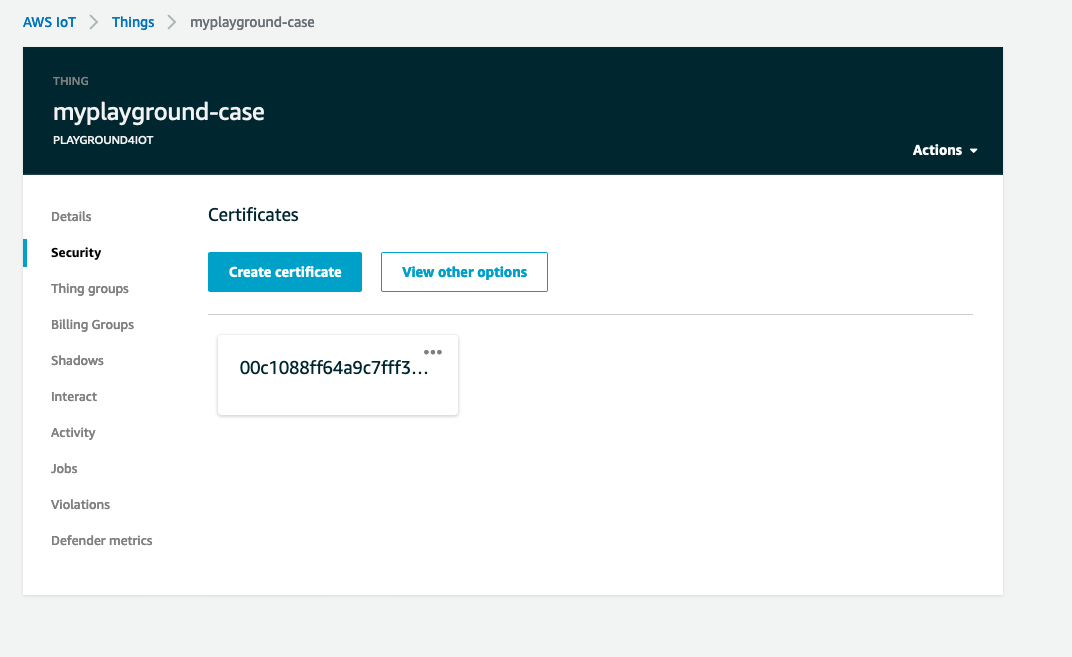 AWS IoT > Things > myplayground-case
THING
myplayground-case
PLAYGROUND4IOT
Actions
Details
Security
Thing groups
Billing Groups
Shadows
Interact
Activity
Jobs
Violations
Defender metrics
Certificates
Create certificate View other options
00c1088ff64a9c7fff3...